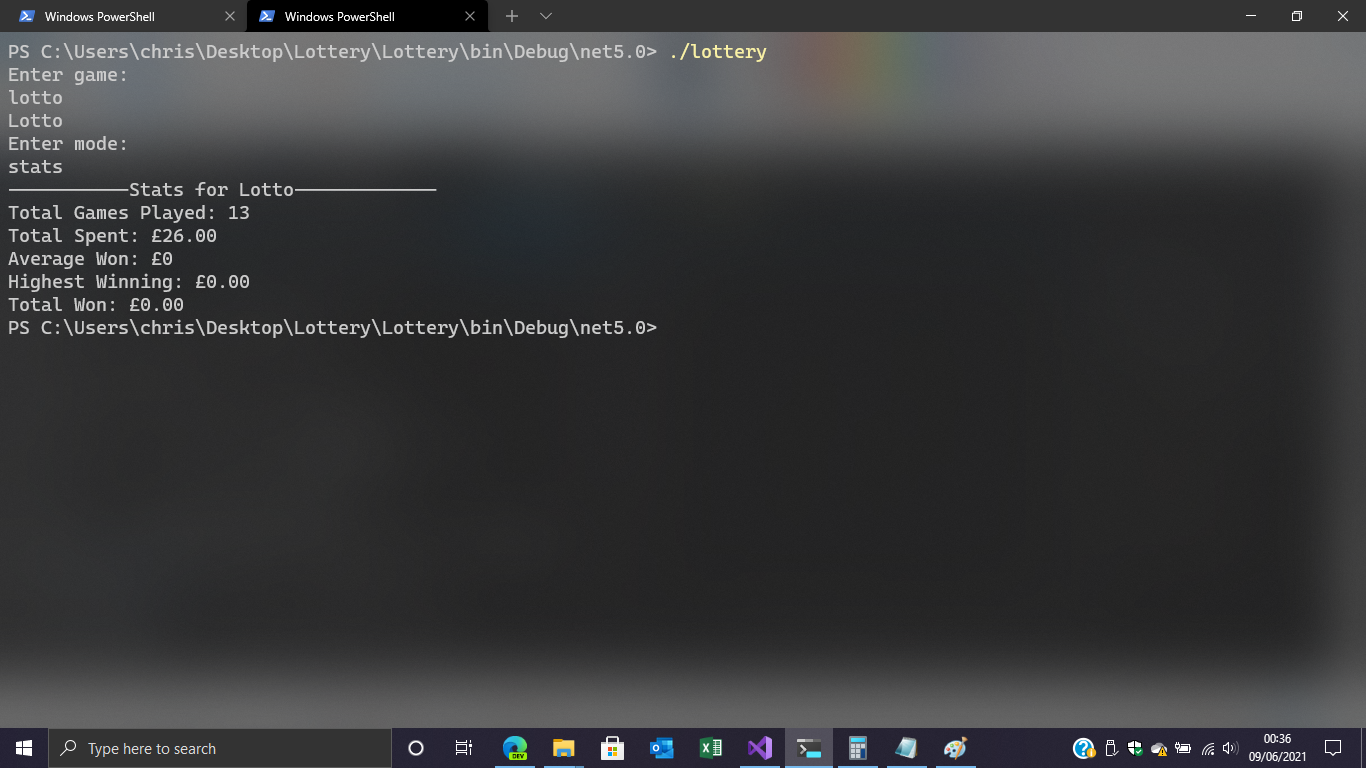 Windows PowerShell
Windows PowerShell
PS C:\Users\chris\Desktop\Lottery\Lottery\bin\Debug\net5.0> ./lottery
Enter game:
lotto
Lotto
Enter mode:
stats
———————————Stats for Lotto—————————————
Total Games Played: 13
Total Spent: £26.00
Average Won: £0
Highest Winning: £0.00
Total Won: £0.00
PS C:\Users\chris\Desktop\Lottery\Lottery\bin\Debug\net5.0>
Type here to search
DEV
00:36
09/06/2021